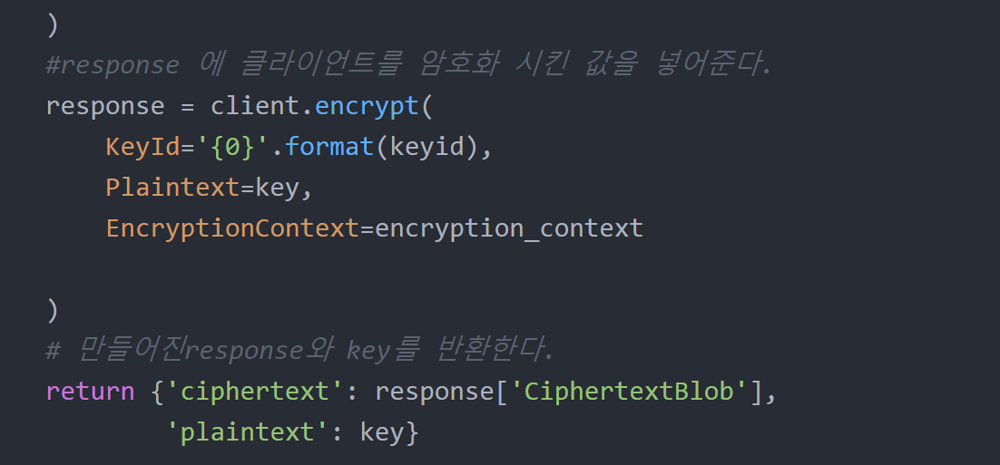 )
#response 에 클라이언트를 암호화 시킨 값을 넣어준다.
response = client.encrypt(
    KeyId='{0}'.format(keyid),
    Plaintext=key,
    EncryptionContext=encryption_context
)
# 만들어진response와 key를 반환한다.
return {'ciphertext': response['CiphertextBlob'],
        'plaintext': key}